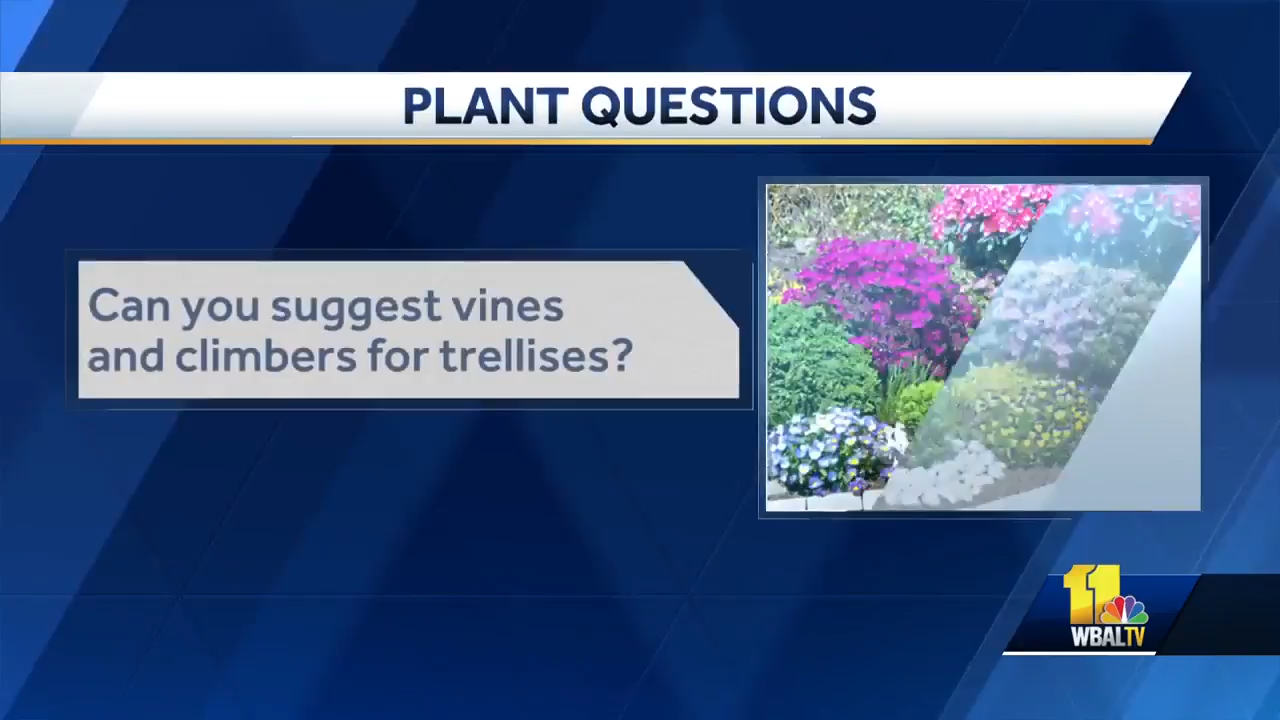 PLANT QUESTIONS
Can you suggest vines
and climbers for trellises?
11
WBALTV